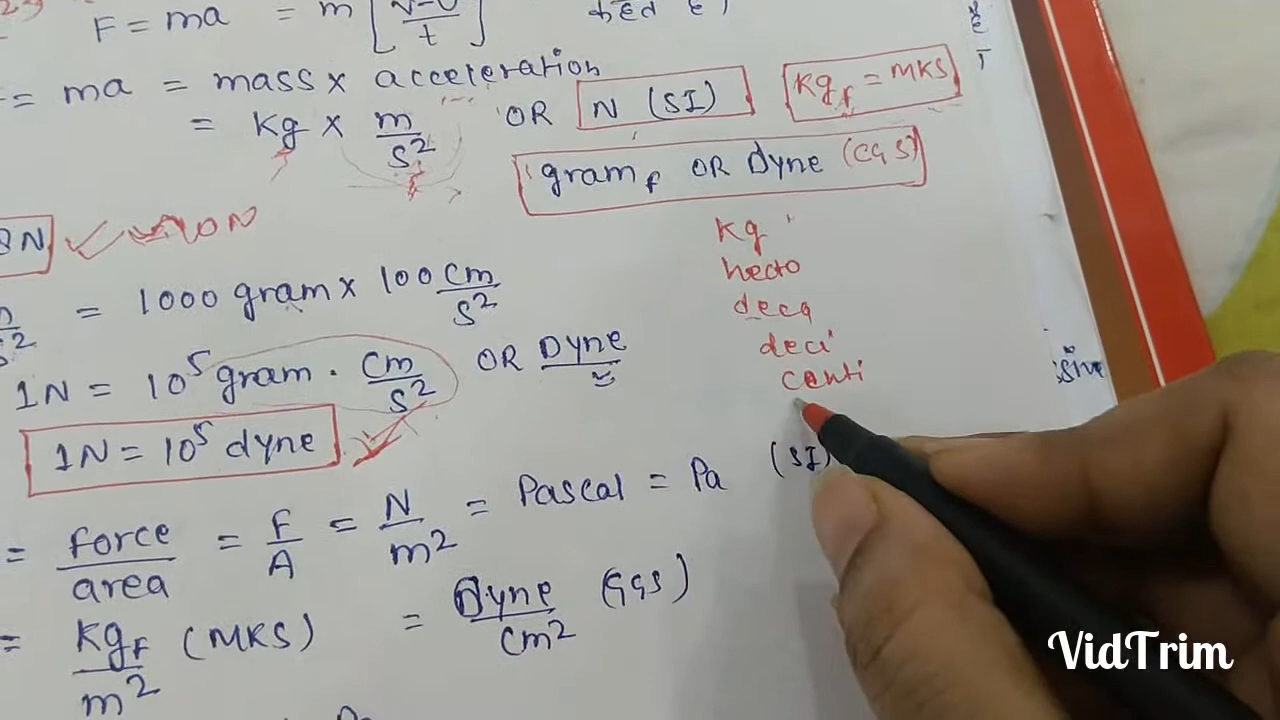 F = ma = m [V-U/t]
= ma = mass x acceleration
= kg x m/s² OR N (SI) kgf = MKS
gramf OR Dyne (CGS)
N
kg
hecto
deca
deci
centi
= 1000 gram x 100 cm/s²
1N = 10⁵ gram . cm/s² OR Dyne
1N = 10⁵ dyne
= force/area = F/A = N/m² = Pascal = Pa (SI)
= kgf/m² (MKS) = Dyne/cm² (CGS)
VidTrim